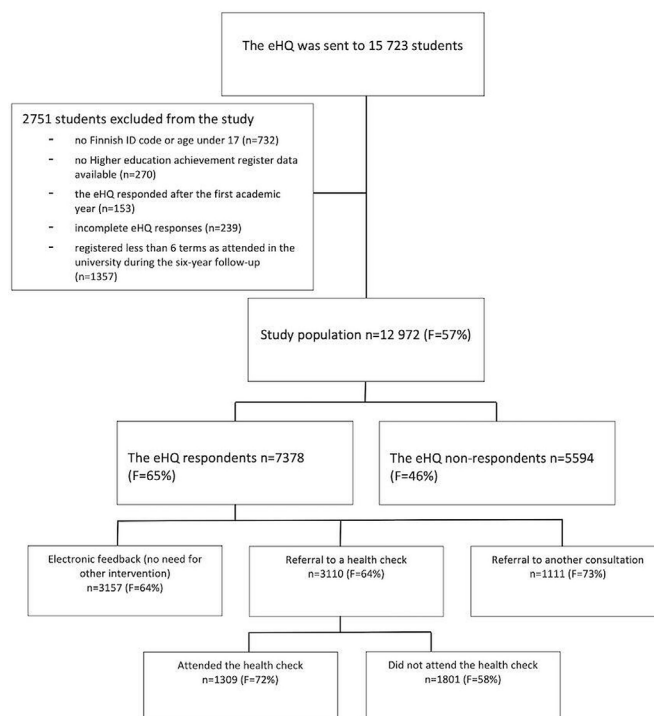 The eHQ was sent to 15 723 students
2751 students excluded from the study
- no Finnish ID code or age under 17 (n=732)
- no Higher education achievement register data
available (n=270)
- the eHQ responded after the first academic
year (n=153)
- incomplete eHQ responses (n=239)
- registered less than 6 terms as attended in the
university during the six-year follow-up
(n=1357)
Study population n=12 972 (F=57%)
The eHQ respondents n=7378
(F=65%)
The eHQ non-respondents n=5594
(F=46%)
Electronic feedback (no need for
other intervention)
n=3157 (F=64%)
Referral to a health check
n=3110 (F=64%)
Referral to another consultation
n=1111 (F=73%)
Attended the health check
n=1309 (F=72%)
Did not attend the health check
n=1801 (F=58%)